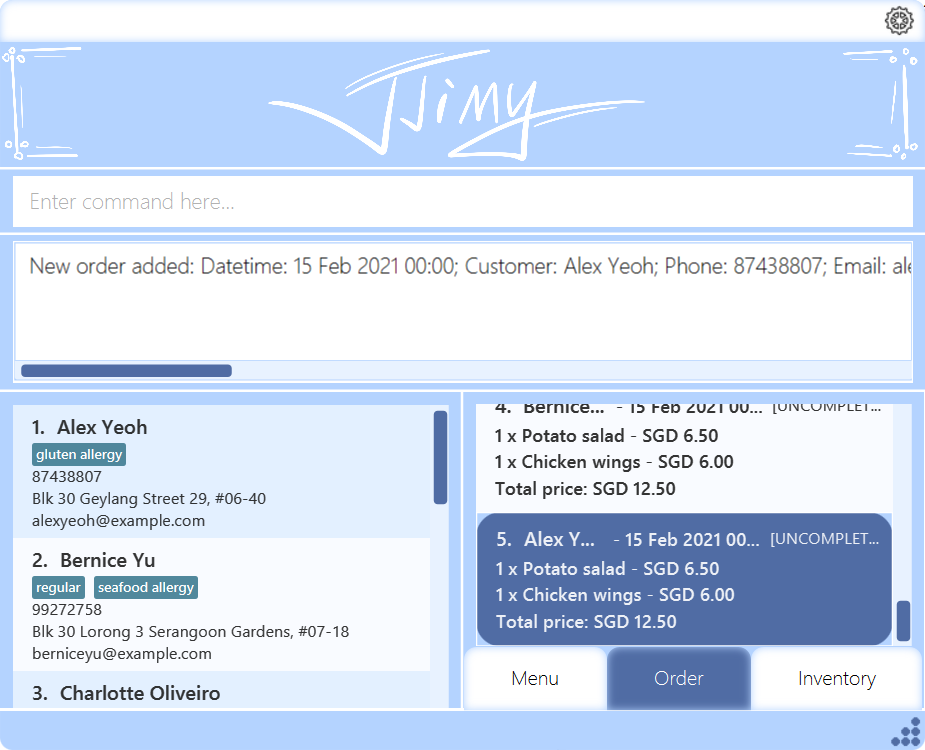 JJIMY
Enter command here...
New order added: Datetime: 15 Feb 2021 00:00; Customer: Alex Yeoh; Phone: 87438807; Email: ale
1. Alex Yeoh
gluten allergy
87438807
Blk 30 Geylang Street 29, #06-40
alexyeoh@example.com
2. Bernice Yu
regular seafood allergy
99272758
Blk 30 Lorong 3 Serangoon Gardens, #07-18
berniceyu@example.com
3. Charlotte Oliveiro
4. Bernice... - 15 Feb 2021 00... [UNCOMPLET...
1 x Potato salad - SGD 6.50
1 x Chicken wings - SGD 6.00
Total price: SGD 12.50
5. Alex Y... - 15 Feb 2021 00... [UNCOMPLET...
1 x Potato salad - SGD 6.50
1 x Chicken wings - SGD 6.00
Total price: SGD 12.50
Menu Order Inventory